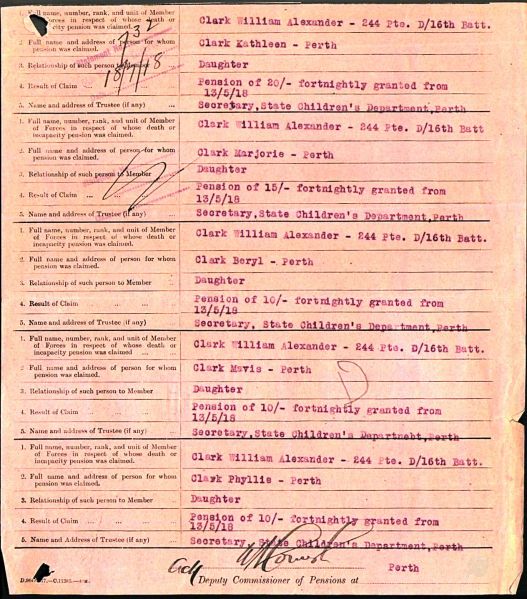 1. Full name, number, rank, and unit of Member Clark William Alexander - 244 Pte. D/16th Batt.
of Forces in respect of whose death or
incapacity pension was claimed.
2. Full name and address of person for whom Clark Kathleen - Perth
pension was claimed.
3. Relationship of such person to Member ... Daughter
4. Result of Claim ... Pension of 20/- fortnightly granted from
13/5/18
5. Name and address of Trustee (if any) ... Secretary,State Children's Department,Perth
232
18/7/18
1. Full name, number, rank, and unit of Member
of Forces in respect of whose death or Clark William Alexander - 244 Pte. D/16th Batt
incapacity pension was claimed.
2. Full name and address of person for whom Clark Marjorie - Perth
pension was claimed.
3. Relationship of such person to Member ... Daughter
4. Result of Claim ... Pension of 15/- fortnightly granted from
13/5/18
5. Name and address of Trustee (if any) ... Secretary,State Children's Department,Perth
1. Full name, number, rank, and unit of Member
of Forces in respect of whose death or Clark William Alexander - 244 Pte. D/16th Batt.
incapacity pension was claimed.
2. Full name and address of person for whom Clark Beryl - Perth
pension was claimed.
3. Relationship of such person to Member .. Daughter
4. Result of Claim ... ... ... Pension of 10/- fortnightly granted from
13/5/18
5. Name and address of Trustee (if any) ... Secretary, State Children's Department,Perth
1. Full name, number, rank, and unit of Member
of Forces in respect of whose death or Clark William Alexander - 244 Pte. D/16th Batt.
incapacity pension was claimed ...
2 Full name and address of person for whom Clark Mavis - Perth
pension was claimed.
3. Relationship of such person to Member ... Daughter
4. Result of Claim ... ... ... Pension of 10/- fortnightly granted from
13/5/18
5. Name and address of Trustee (if any) ... Secretary,State Children's Departnebt,Perth
1. Full name, number, rank, and unit of Member
of Forces in respect of whose death or Clark William Alexander - 244 Pte. D/16th Batt.
incapacity pension was claimed.
2. Full name and address of person for whom Clark Phyllie - Perth
pension was claimed.
3. Relationship of such person to Member Daughter
4. Result of Claim ... ... ... Pension of 10/- fortnightly granted from
13/5/18
5. Name and Address of Trustee (if any) ... Secretary, State Children's Department,Perth
Perth
Deputy Commissioner of Pensions at